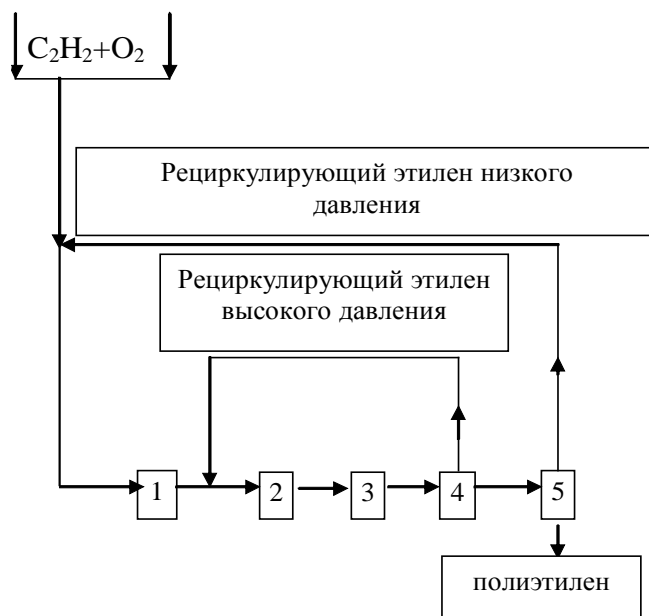 C₂H₂+O₂
Рециркулирующий этилен низкого
давления
Рециркулирующий этилен
высокого давления
1 2 3 4 5
полиэтилен